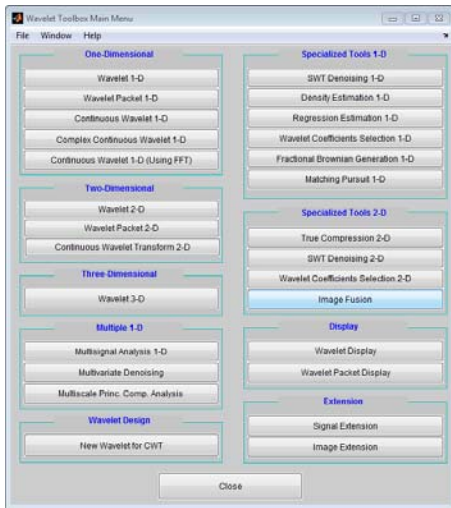 Wavelet Toolbox Main Menu
File Window Help
One-Dimensional
Wavelet 1-D
Wavelet Packet 1-D
Continuous Wavelet 1-D
Complex Continuous Wavelet 1-D
Continuous Wavelet 1-D (Using FFT)
Two-Dimensional
Wavelet 2-D
Wavelet Packet 2-D
Continuous Wavelet Transform 2-D
Three-Dimensional
Wavelet 3-D
Multiple 1-D
Multisignal Analysis 1-D
Multivariate Denoising
Multiscale Princ. Comp. Analysis
Wavelet Design
New Wavelet for CWT
Specialized Tools 1-D
SWT Denoising 1-D
Density Estimation 1-D
Regression Estimation 1-D
Wavelet Coefficients Selection 1-D
Fractional Brownian Generation 1-D
Matching Pursuit 1-D
Specialized Tools 2-D
True Compression 2-D
SWT Denoising 2-D
Wavelet Coefficients Selection 2-D
Image Fusion
Display
Wavelet Display
Wavelet Packet Display
Extension
Signal Extension
Image Extension
Close